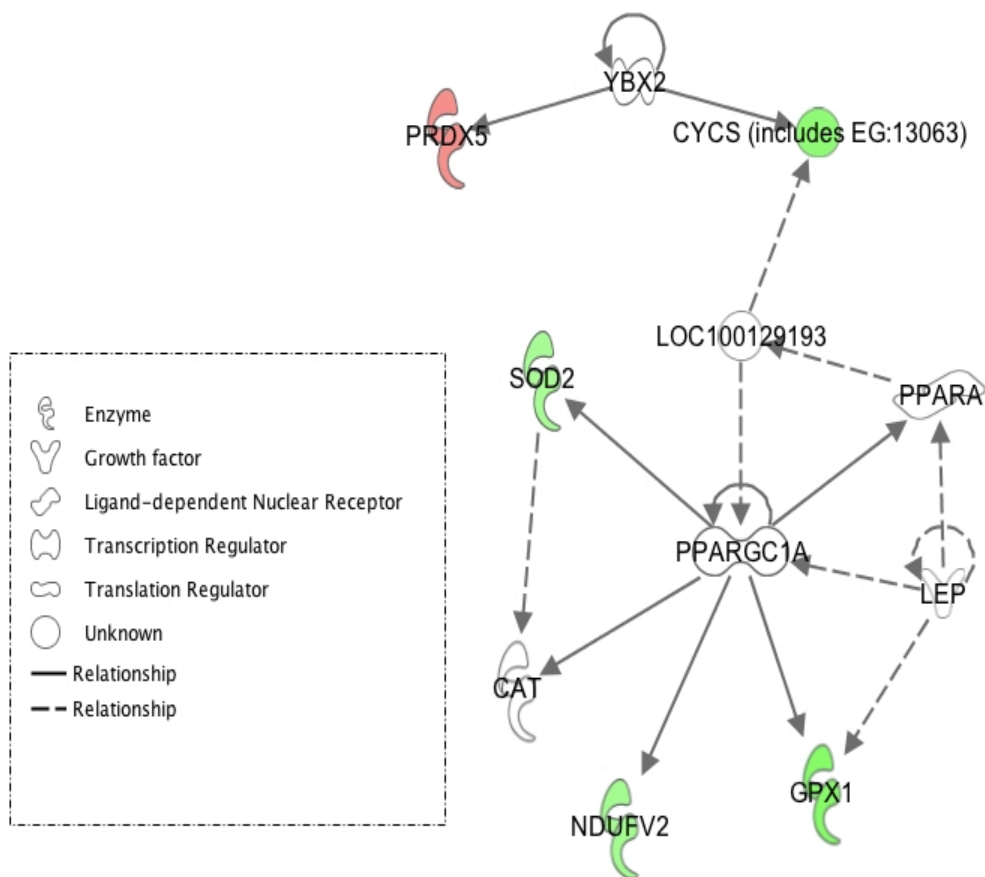 YBX2
PRDX5
CYCS (includes EG:13063)
LOC100129193
SOD2
PPARA
PPARGC1A
LEP
CAT
GPX1
NDUFV2
Enzyme
Growth factor
Ligand-dependent Nuclear Receptor
Transcription Regulator
Translation Regulator
Unknown
Relationship
Relationship